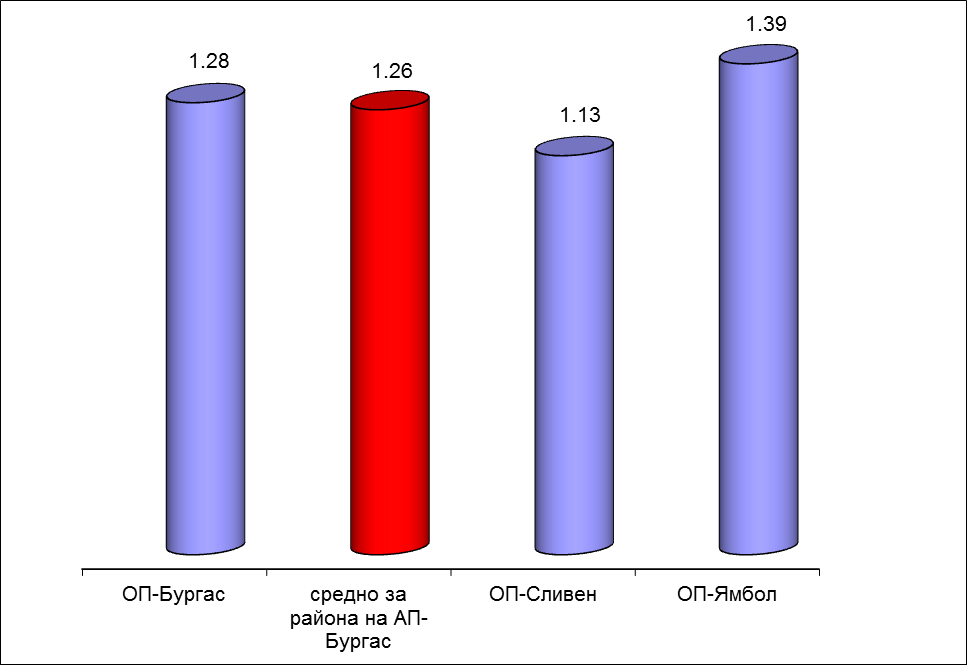 1.28
1.26
1.13
1.39
ОП-Бургас
средно за
района на АП-
Бургас
ОП-Сливен
ОП-Ямбол